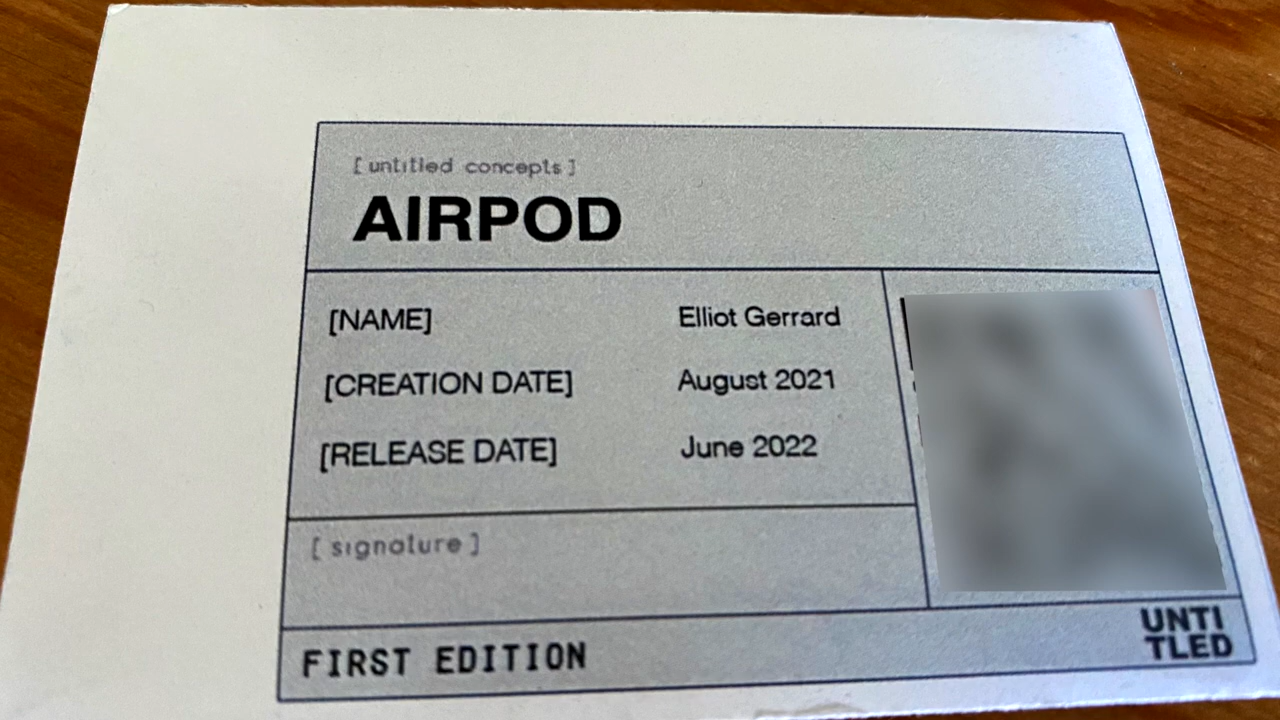 [ untitled concepts ]
AIRPOD
[NAME] Elliot Gerrard
[CREATION DATE] August 2021
[RELEASE DATE] June 2022
[ signature ]
FIRST EDITION
UNTI
TLED